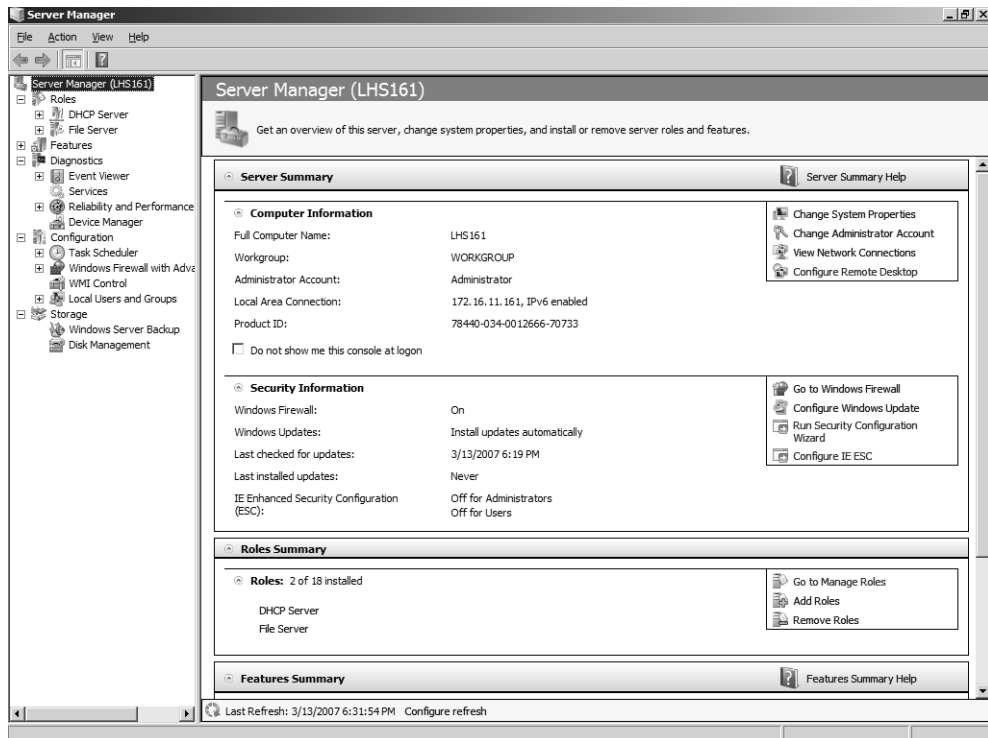 Server Manager
File Action View Help
Server Manager (LHS161)
Roles
DHCP Server
File Server
Features
Diagnostics
Event Viewer
Services
Reliability and Performance
Device Manager
Configuration
Task Scheduler
Windows Firewall with Adva
WMI Control
Local Users and Groups
Storage
Windows Server Backup
Disk Management
Server Manager (LHS161)
Get an overview of this server, change system properties, and install or remove server roles and features.
Server Summary
Server Summary Help
Computer Information
Full Computer Name: LHS161
Workgroup: WORKGROUP
Administrator Account: Administrator
Local Area Connection: 172.16.11.161, IPv6 enabled
Product ID: 78440-034-0012666-70733
Do not show me this console at logon
Change System Properties
Change Administrator Account
View Network Connections
Configure Remote Desktop
Security Information
Windows Firewall: On
Windows Updates: Install updates automatically
Last checked for updates: 3/13/2007 6:19 PM
Last installed updates: Never
IE Enhanced Security Configuration Off for Administrators
(ESC): Off for Users
Go to Windows Firewall
Configure Windows Update
Run Security Configuration
Wizard
Configure IE ESC
Roles Summary
Roles: 2 of 18 installed
DHCP Server
File Server
Go to Manage Roles
Add Roles
Remove Roles
Features Summary
Features Summary Help
Last Refresh: 3/13/2007 6:31:54 PM Configure refresh